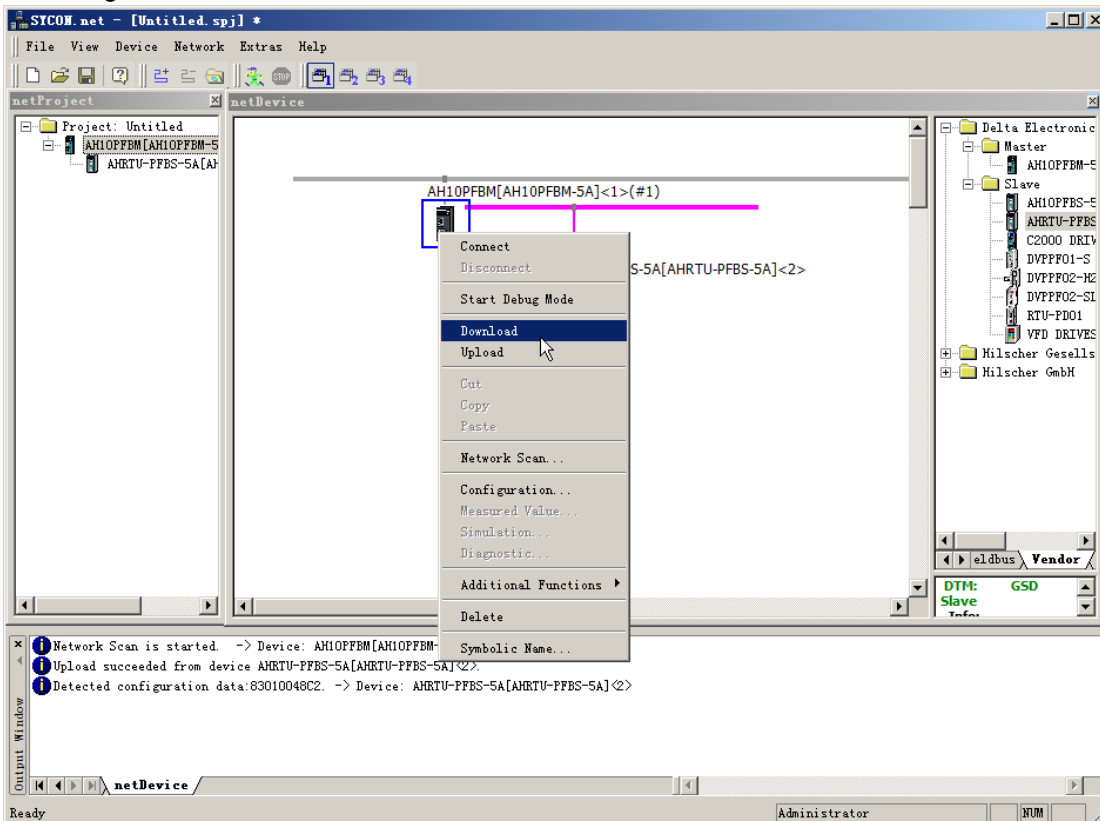 SYCON.net - [Untitled.spj] *
File View Device Network Extras Help
netProject
netDevice
Project: Untitled
AH10PFBM[AH10PFBM-5
AHRTU-PFBS-5A[AH
AH10PFBM[AH10PFBM-5A]<1>(#1)
S-5A[AHRTU-PFBS-5A]<2>
Connect
Disconnect
Start Debug Mode
Download
Upload
Cut
Copy
Paste
Network Scan...
Configuration...
Measured Value...
Simulation...
Diagnostic...
Additional Functions
Delete
Symbolic Name...
Delta Electronic
Master
AH10PFBM-5
Slave
AH10PFBS-5
AHRTU-PFBS
C2000 DRIV
DVPPF01-S
DVPPF02-H2
DVPPF02-SL
RTU-PD01
VFD DRIVES
Hilscher Gesells
Hilscher GmbH
eldbus Vendor
DTM: GSD
Slave
Info:
Network Scan is started. -> Device: AH10PFBM[AH10PFBM-
Upload succeeded from device AHRTU-PFBS-5A[AHRTU-PFBS-5A]<2>.
Detected configuration data:83010048C2. -> Device: AHRTU-PFBS-5A[AHRTU-PFBS-5A]<2>
Output Window
netDevice
Ready
Administrator
NUM